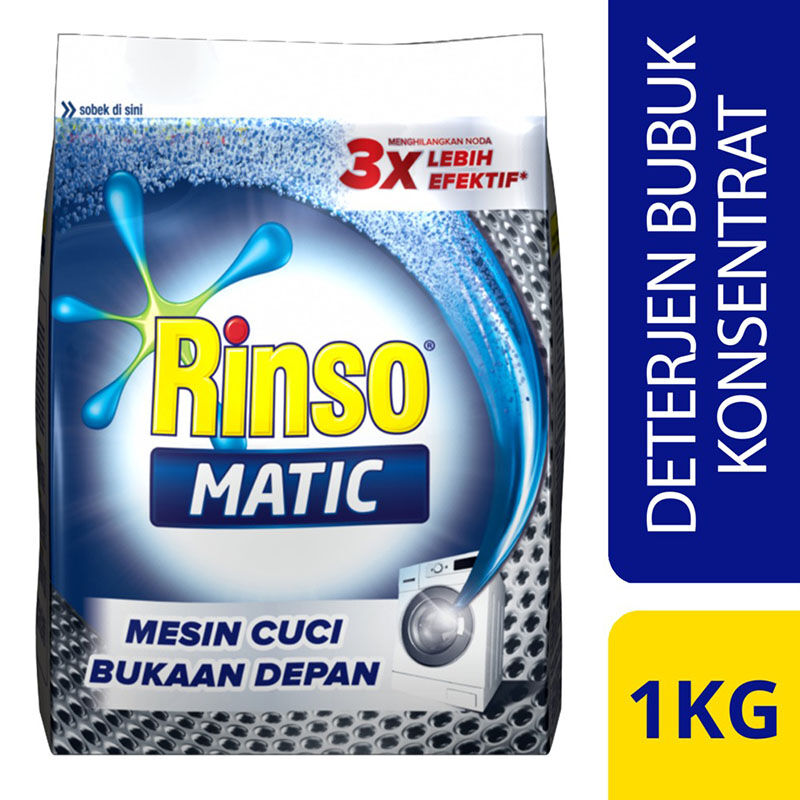 sobek di sini
MENGHILANGKAN NODA
3X LEBIH
EFEKTIF*
Rinso®
MATIC
MESIN CUCI
BUKAAN DEPAN
DETERJEN BUBUK
KONSENTRAT
1KG